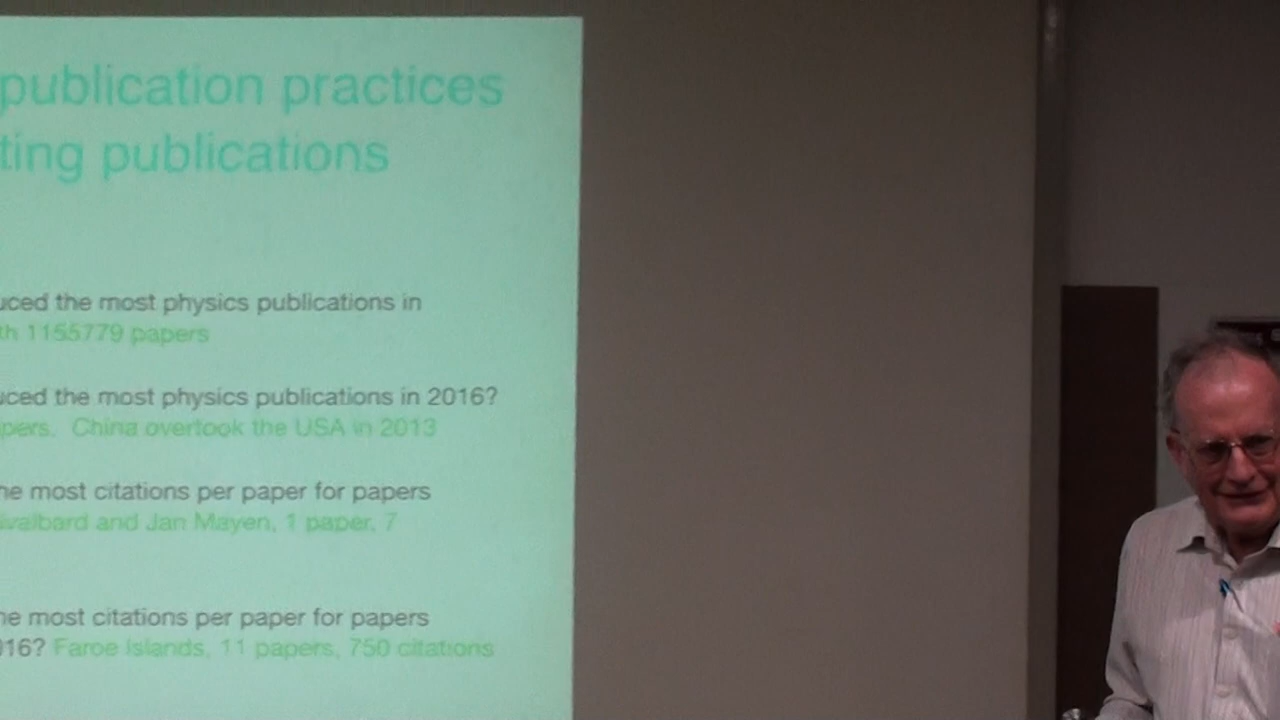 publication practices
ting publications
uced the most physics publications in
th 1155779 papers
uced the most physics publications in 2016?
pers. China overtook the USA in 2013
he most citations per paper for papers
valbard and Jan Mayen, 1 paper, 7
he most citations per paper for papers
016? Faroe Islands, 11 papers, 750 citations